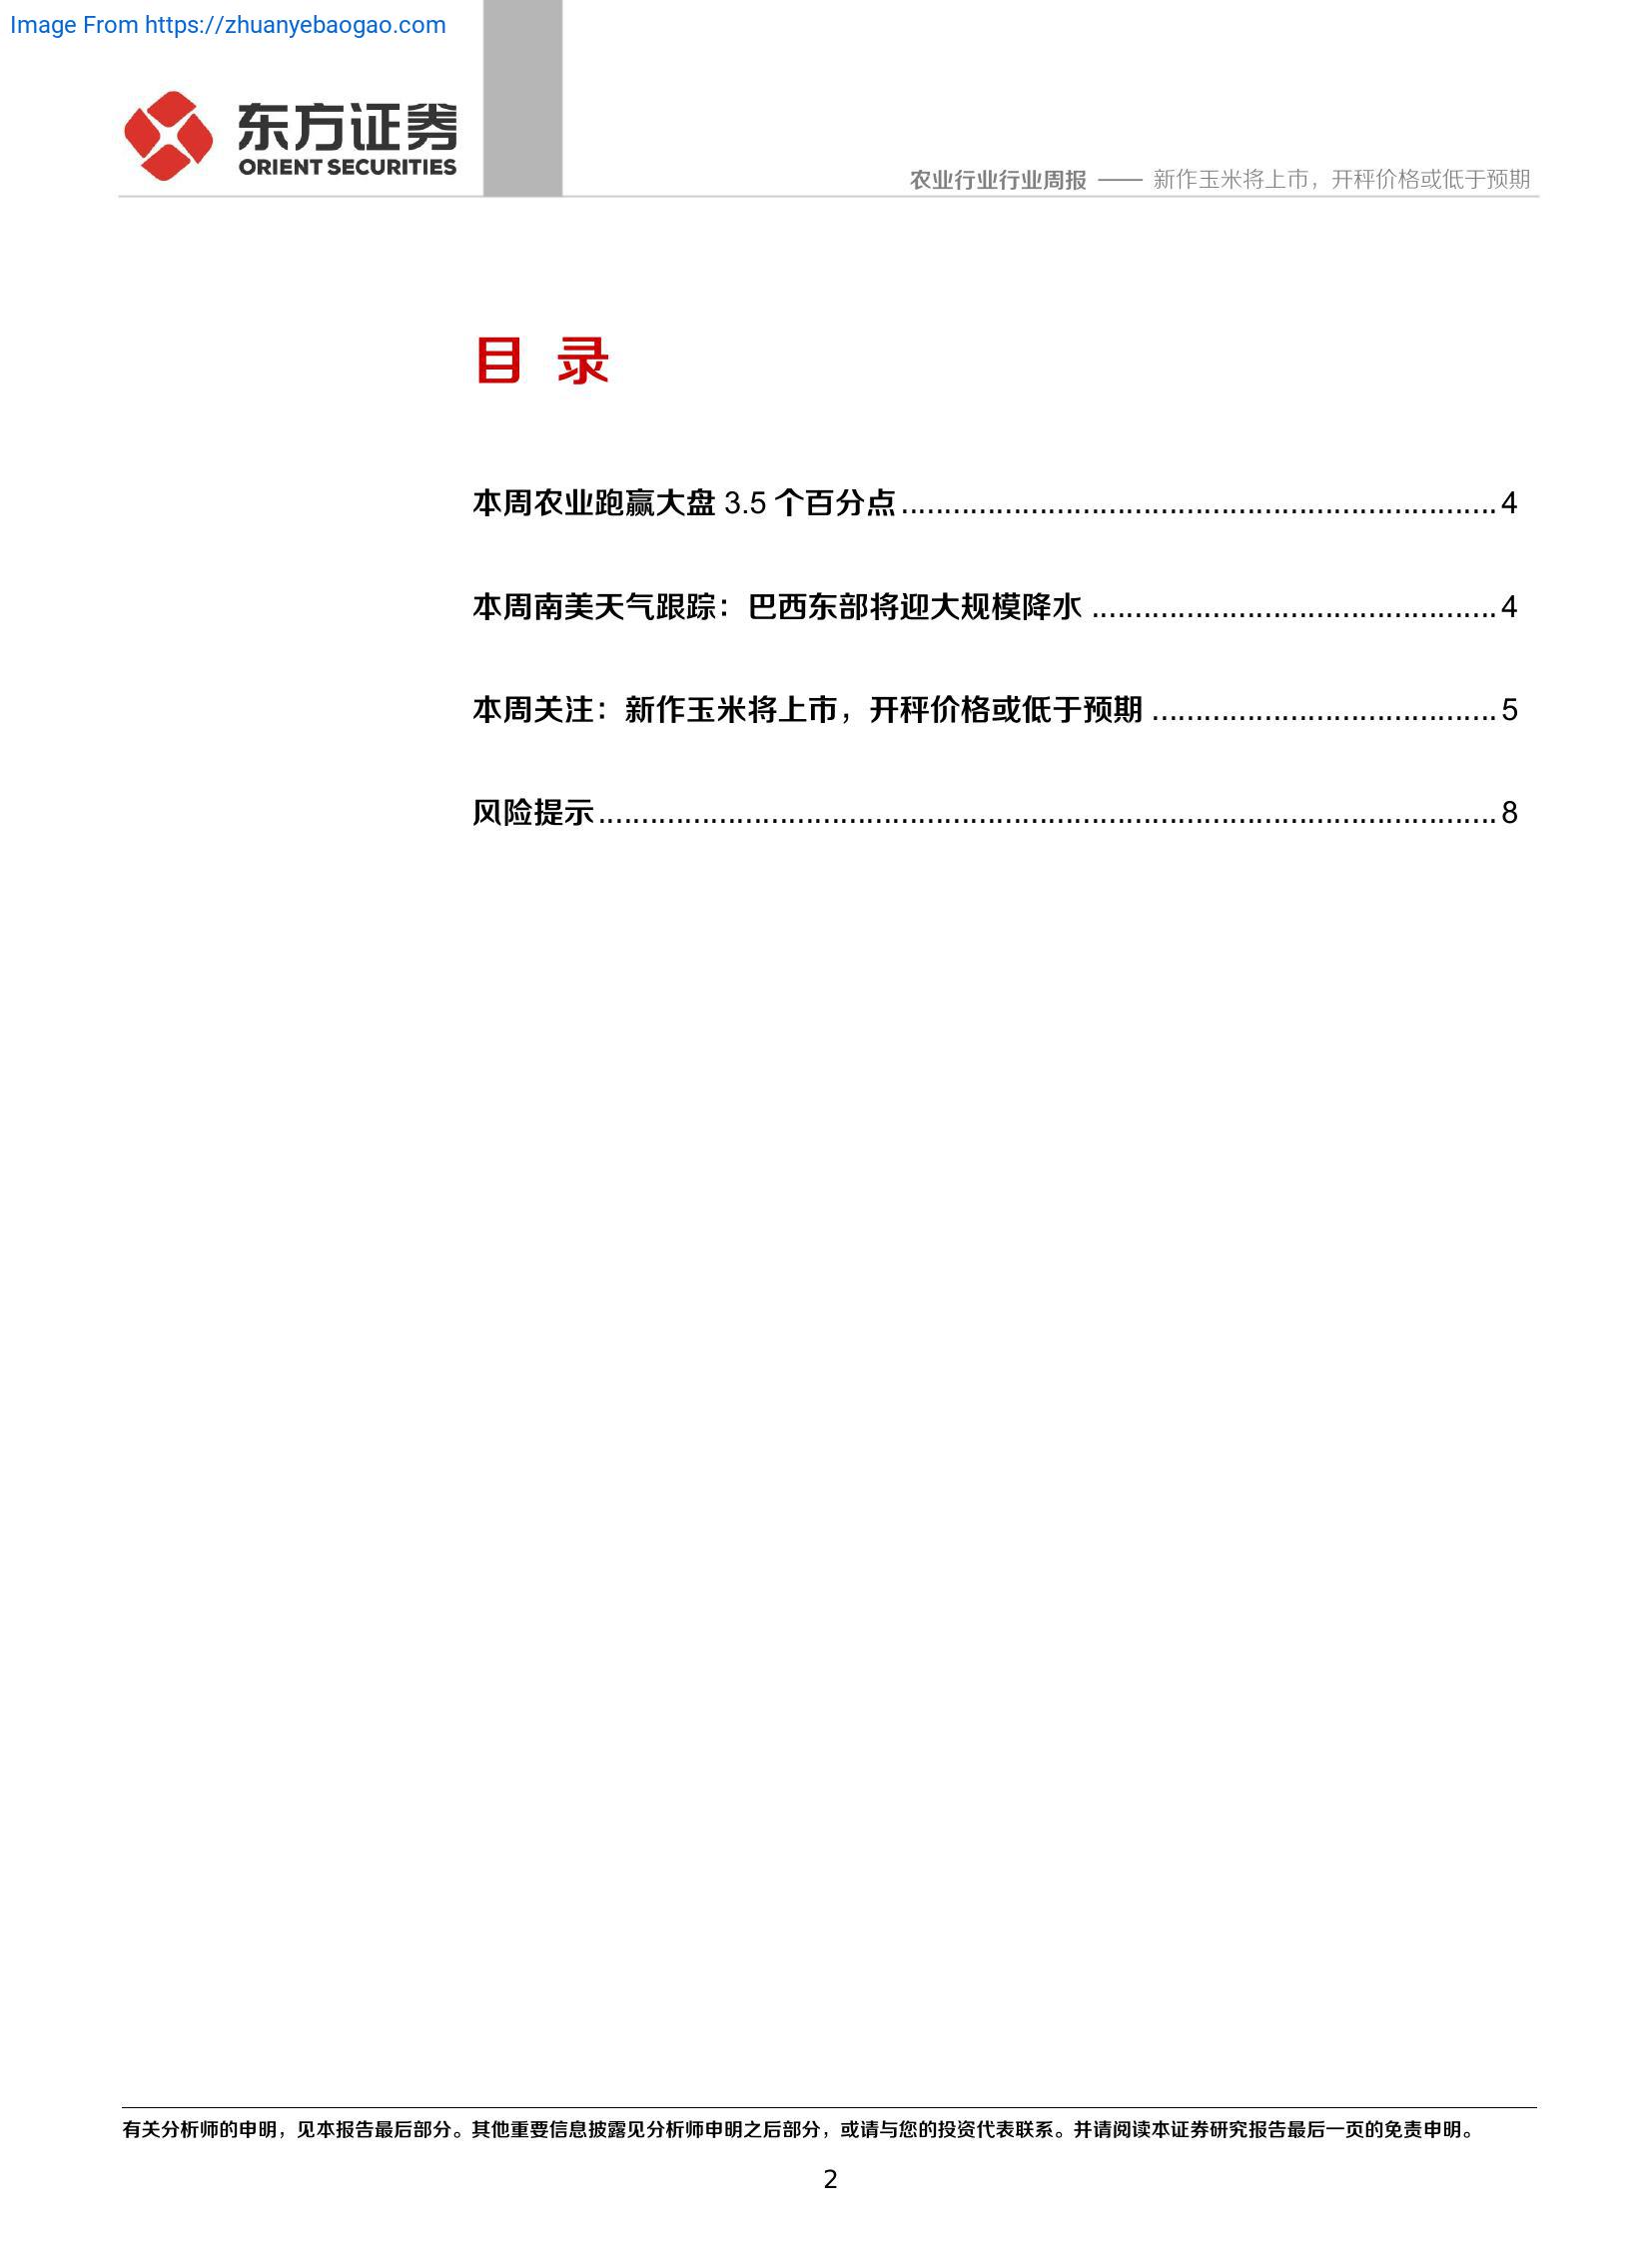 Image From https://zhuanyebaogao.com
东方证券
ORIENT SECURITIES
农业行业行业周报 —— 新作玉米将上市，开秤价格或低于预期
目 录
本周农业跑赢大盘 3.5 个百分点 ........................................................................ 4
本周南美天气跟踪：巴西东部将迎大规模降水 ................................................. 4
本周关注：新作玉米将上市，开秤价格或低于预期 .......................................... 5
风险提示 ............................................................................................................. 8
有关分析师的申明，见本报告最后部分。其他重要信息披露见分析师申明之后部分，或请与您的投资代表联系。并请阅读本证券研究报告最后一页的免责申明。
2